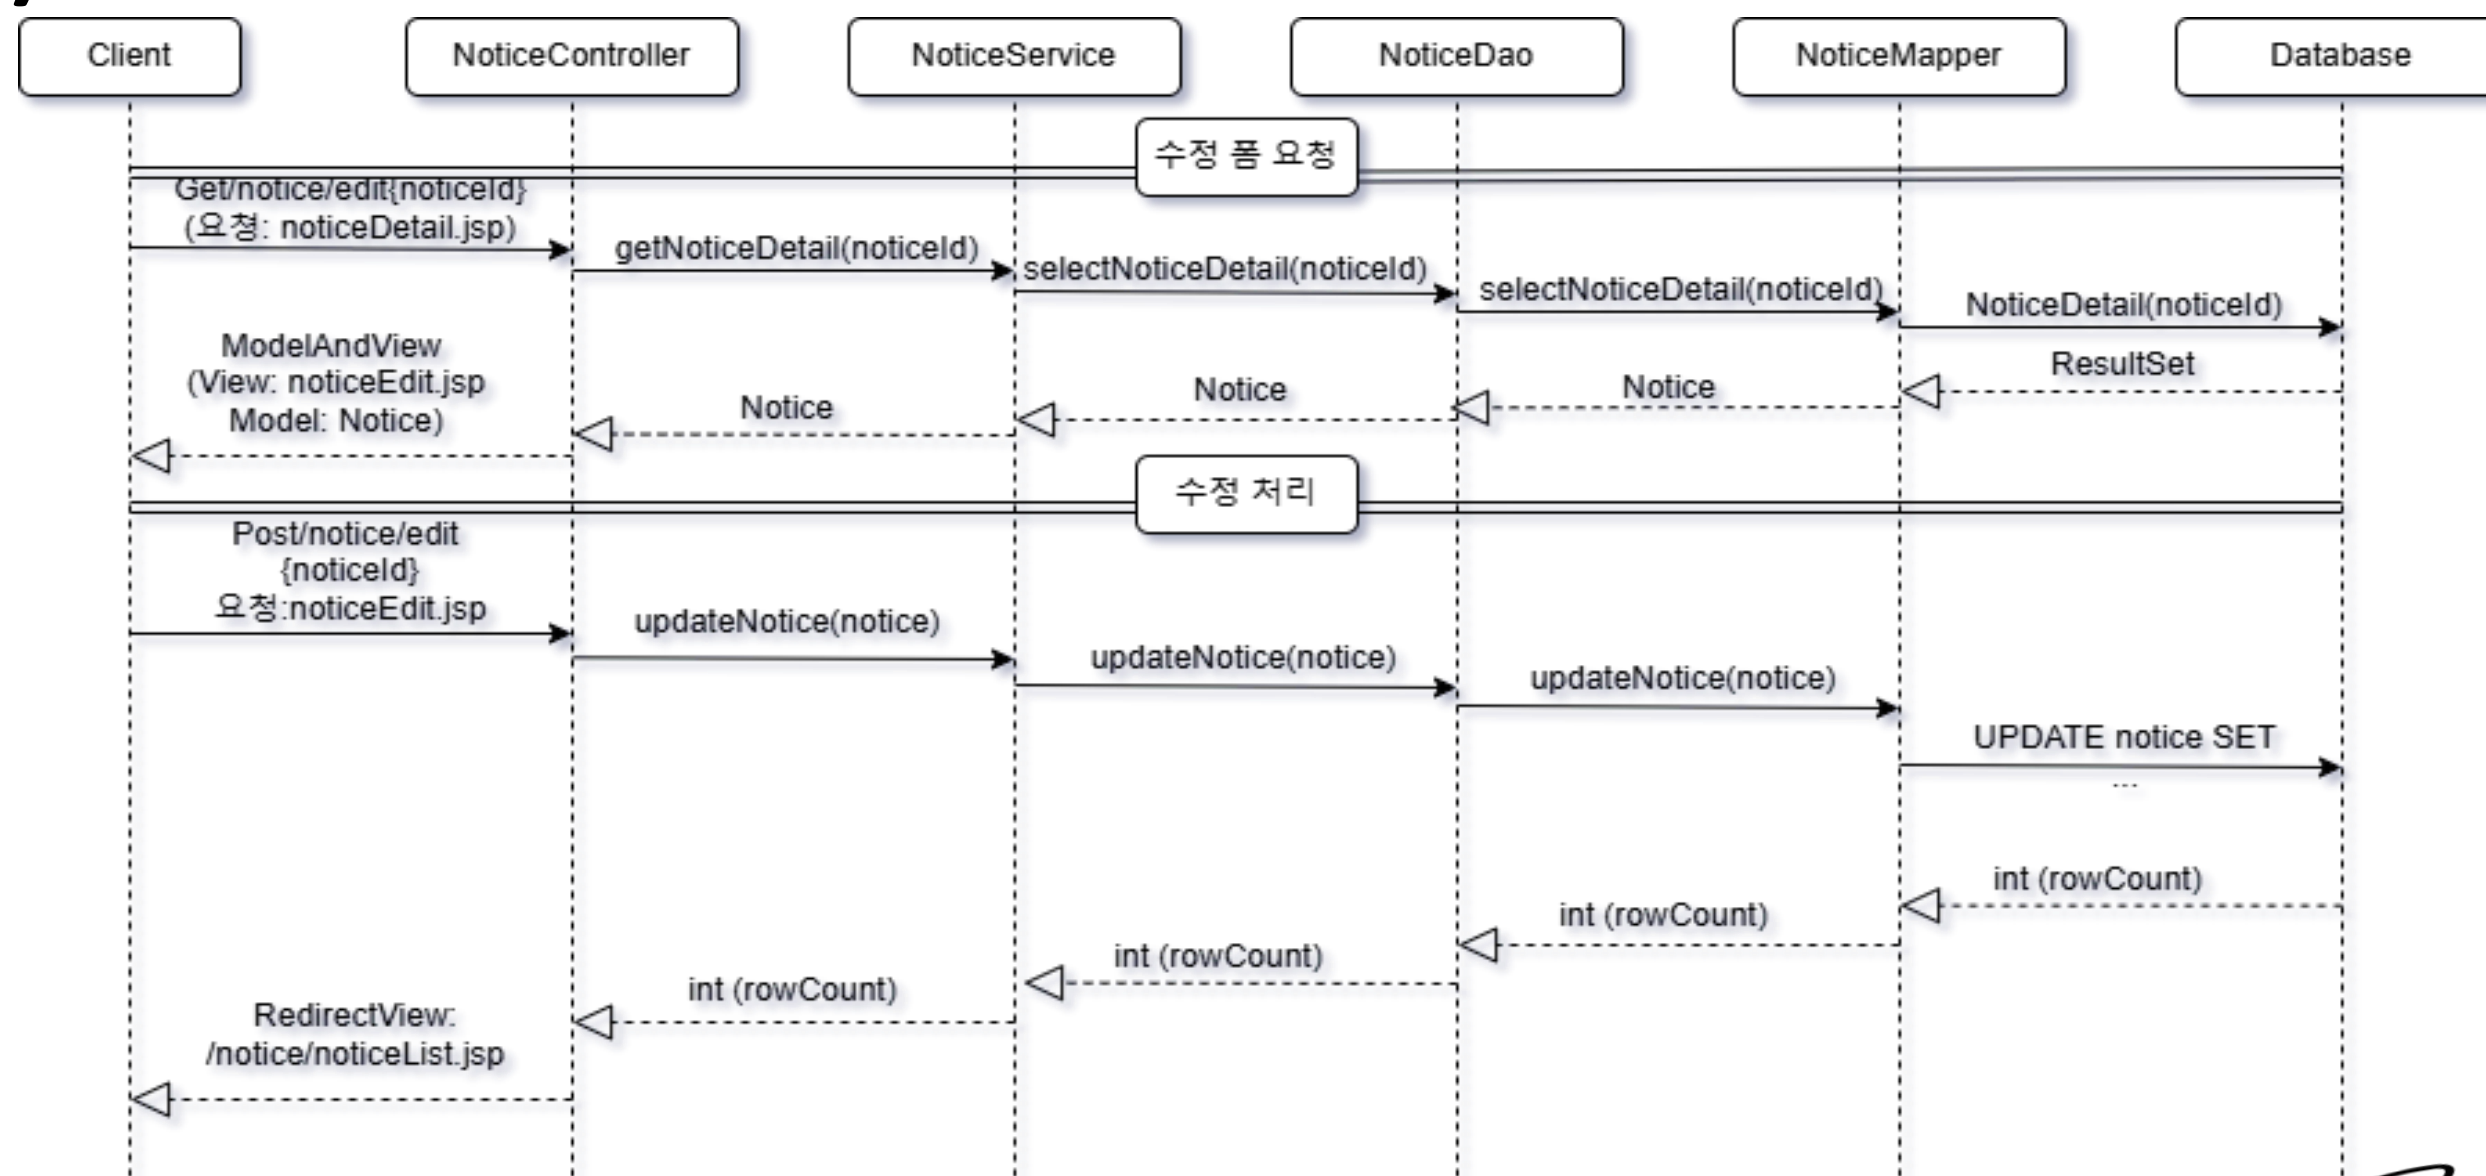 Client
NoticeController
NoticeService
NoticeDao
NoticeMapper
Database
수정 폼 요청
Get/notice/edit{noticeId}
(요청: noticeDetail.jsp)
getNoticeDetail(noticeId)
selectNoticeDetail(noticeId)
selectNoticeDetail(noticeId)
NoticeDetail(noticeId)
ResultSet
Notice
Notice
Notice
ModelAndView
(View: noticeEdit.jsp
Model: Notice)
수정 처리
Post/notice/edit
{noticeId}
요청:noticeEdit.jsp
updateNotice(notice)
updateNotice(notice)
updateNotice(notice)
UPDATE notice SET
...
int (rowCount)
int (rowCount)
int (rowCount)
int (rowCount)
RedirectView:
/notice/noticeList.jsp